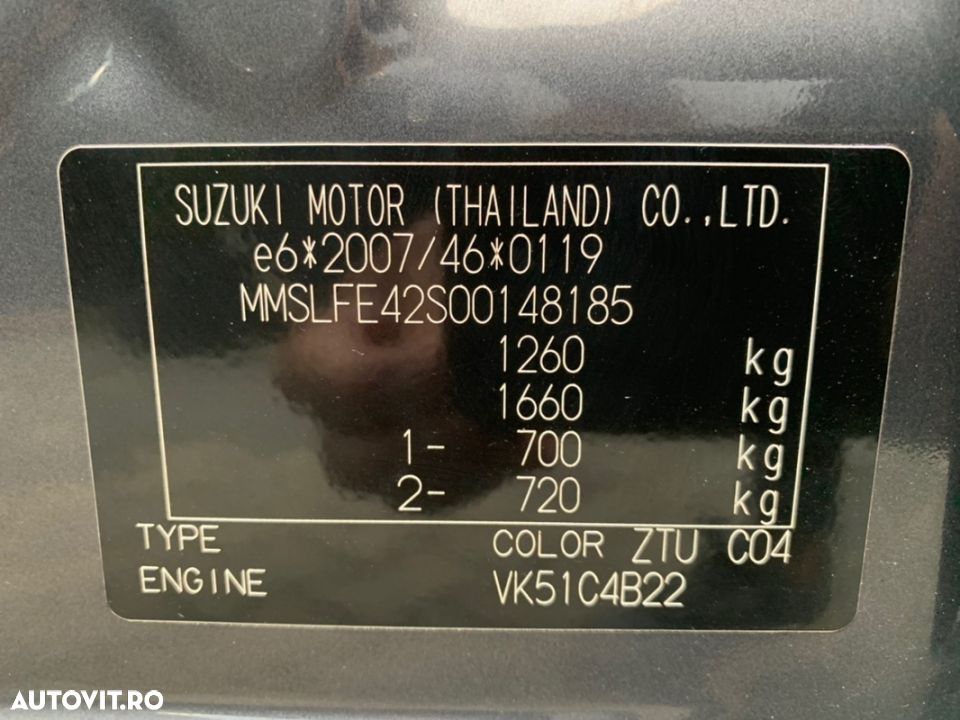 SUZUKI MOTOR (THAILAND) CO.,LTD.
e6*2007/46*0119
MMSLFE42S00148185
1260 kg
1660 kg
1- 700 kg
2- 720 kg
TYPE COLOR ZTU C04
ENGINE VK51C4B22
AUTOVIT.RO